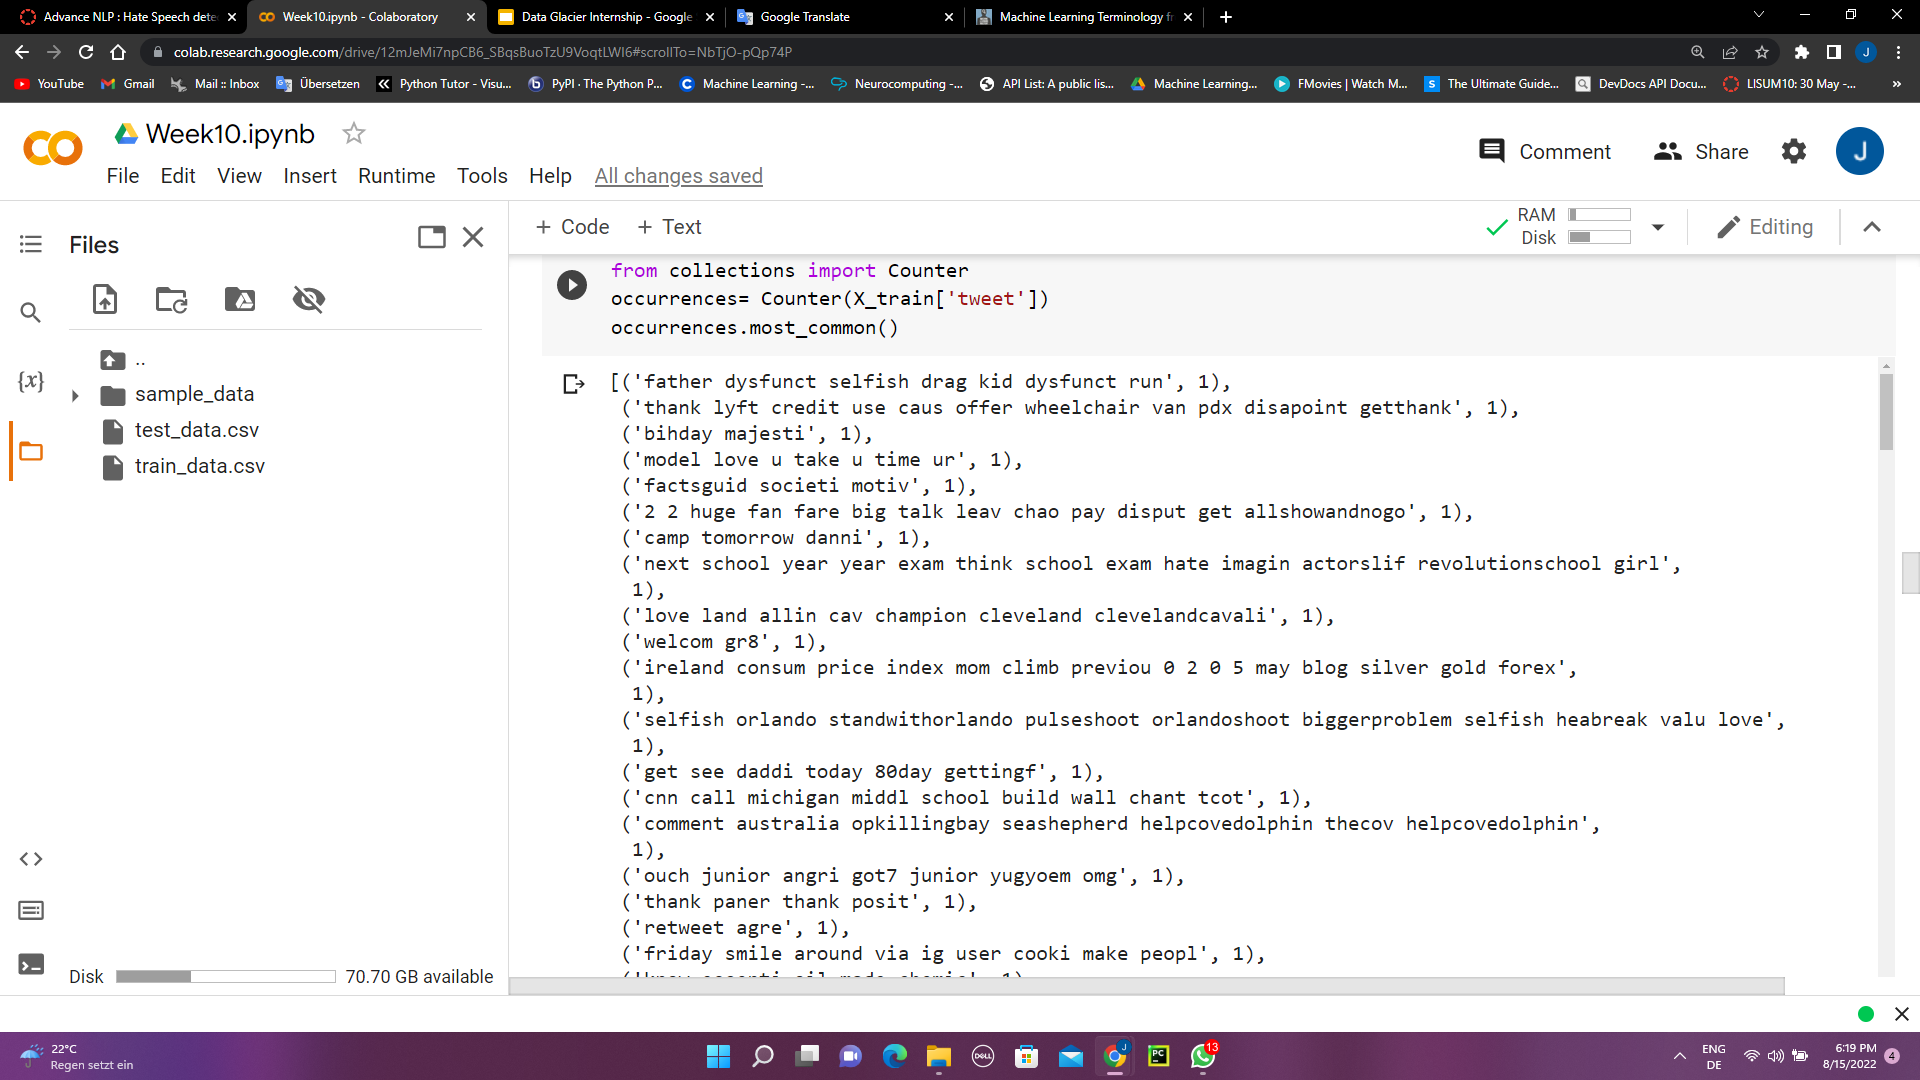 Advance NLP : Hate Speech dete
Week10.ipynb - Colaboratory
Data Glacier Internship - Google
Google Translate
Machine Learning Terminology f
colab.research.google.com/drive/12mJeMi7npCB6_SBqsBuoTzU9VoqtLWI6#scrollTo=NbTjO-pQp74P
YouTube
Gmail
Mail :: Inbox
Übersetzen
Python Tutor - Visu...
PyPI · The Python P...
Machine Learning -...
Neurocomputing -...
API List: A public lis...
Machine Learning...
FMovies | Watch M...
The Ultimate Guide...
DevDocs API Docu...
LISUM10: 30 May -...
Week10.ipynb
Comment
Share
J
File Edit View Insert Runtime Tools Help All changes saved
Files
+ Code + Text
RAM
Disk
Editing
..
sample_data
test_data.csv
train_data.csv
{x}
Disk 70.70 GB available
from collections import Counter
occurrences= Counter(X_train['tweet'])
occurrences.most_common()
[('father dysfunct selfish drag kid dysfunct run', 1),
('thank lyft credit use caus offer wheelchair van pdx disapoint getthank', 1),
('bihday majesti', 1),
('model love u take u time ur', 1),
('factsguid societi motiv', 1),
('2 2 huge fan fare big talk leav chao pay disput get allshowandnogo', 1),
('camp tomorrow danni', 1),
('next school year year exam think school exam hate imagin actorslif revolutionschool girl',
1),
('love land allin cav champion cleveland clevelandcavali', 1),
('welcom gr8', 1),
('ireland consum price index mom climb previou 0 2 0 5 may blog silver gold forex',
1),
('selfish orlando standwithorlando pulseshoot orlandoshoot biggerproblem selfish heabreak valu love',
1),
('get see daddi today 80day gettingf', 1),
('cnn call michigan middl school build wall chant tcot', 1),
('comment australia opkillingbay seashepherd helpcovedolphin thecov helpcovedolphin',
1),
('ouch junior angri got7 junior yugyoem omg', 1),
('thank paner thank posit', 1),
('retweet agre', 1),
('friday smile around via ig user cooki make peopl', 1),
22°C
Regen setzt ein
DELL
PC
13
ENG
DE
6:19 PM
8/15/2022
4